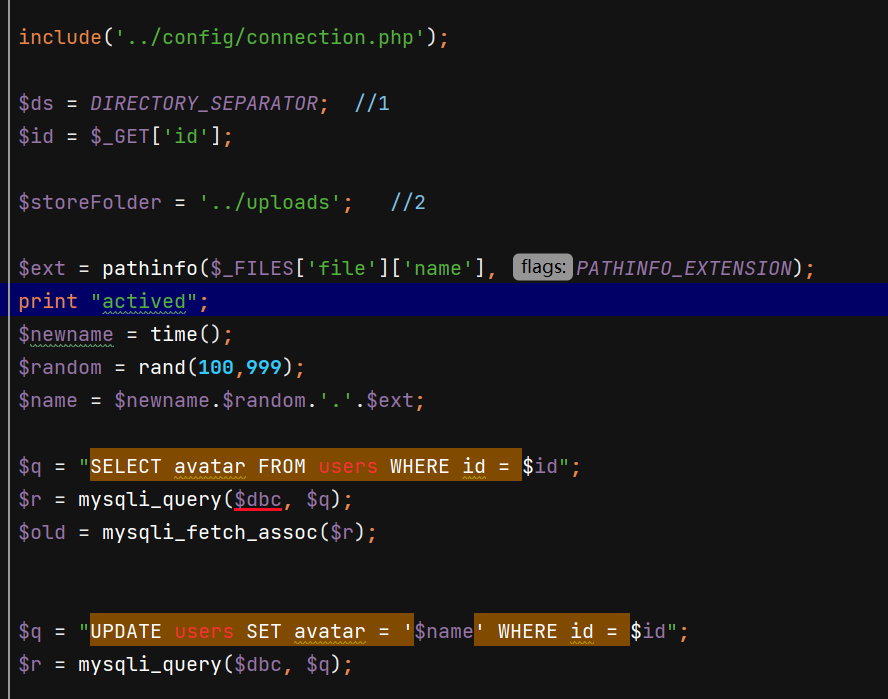 include('../config/connection.php');
$ds = DIRECTORY_SEPARATOR;  //1
$id = $_GET['id'];
$storeFolder = '../uploads';   //2
$ext = pathinfo($_FILES['file']['name'], flags: PATHINFO_EXTENSION);
print "actived";
$newname = time();
$random = rand(100,999);
$name = $newname.$random.'.'.$ext;
$q = "SELECT avatar FROM users WHERE id = $id";
$r = mysqli_query($dbc, $q);
$old = mysqli_fetch_assoc($r);
$q = "UPDATE users SET avatar = '$name' WHERE id = $id";
$r = mysqli_query($dbc, $q);